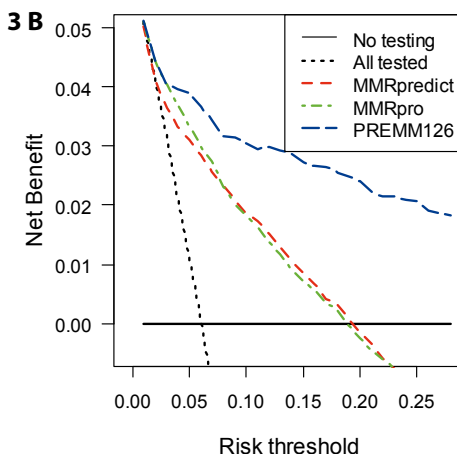 3 B
No testing
All tested
MMRpredict
MMRpro
PREMM126
Net Benefit
0.05
0.04
0.03
0.02
0.01
0.00
0.00 0.05 0.10 0.15 0.20 0.25
Risk threshold